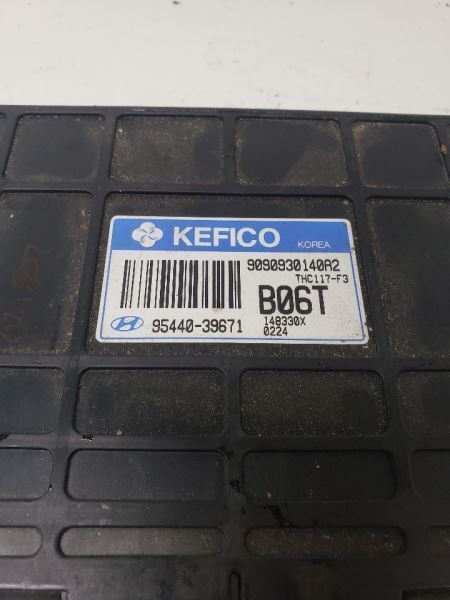 KEFICO KOREA
9090930140A2
THC117-F3
B06T
95440-39671
148330X
0224